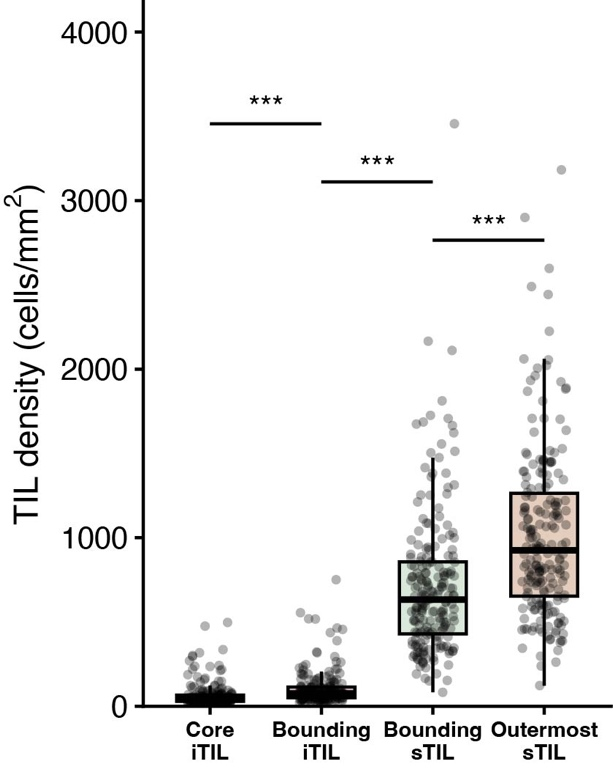 TIL density (cells/mm²)
4000
3000
2000
1000
0
***
***
***
Core
iTIL
Bounding
iTIL
Bounding
sTIL
Outermost
sTIL